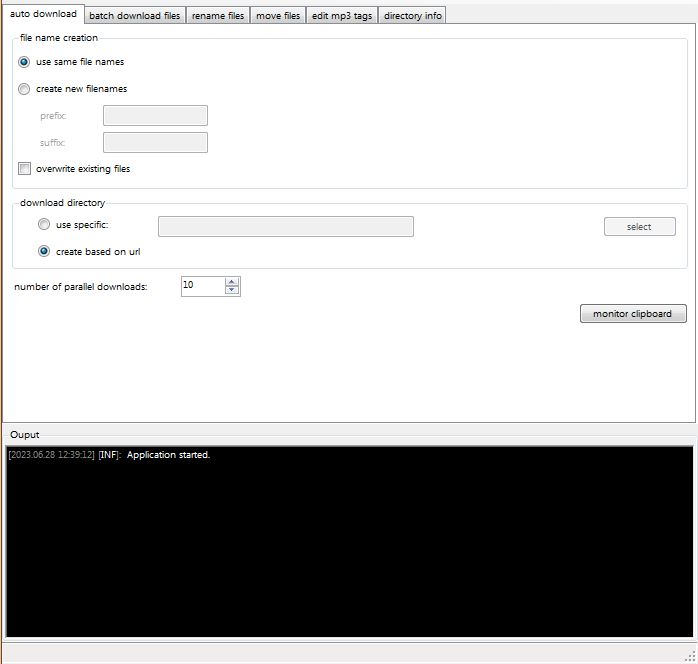 auto download batch download files rename files move files edit mp3 tags directory info
file name creation
use same file names
create new filenames
prefix:
suffix:
overwrite existing files
download directory
use specific: select
create based on url
number of parallel downloads: 10
monitor clipboard
Ouput
[2023.06.28 12:39:12] [INF]: Application started.